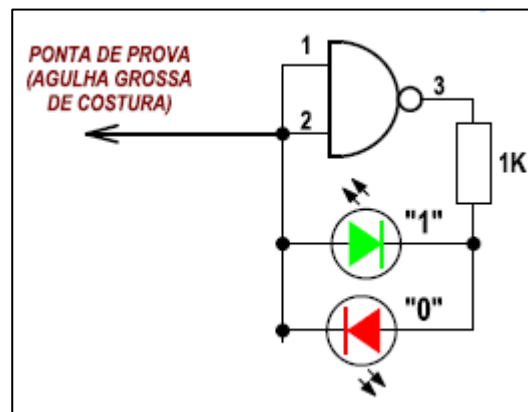 PONTA DE PROVA
(AGULHA GROSSA
DE COSTURA)
1
2
3
1K
"1"
"0"